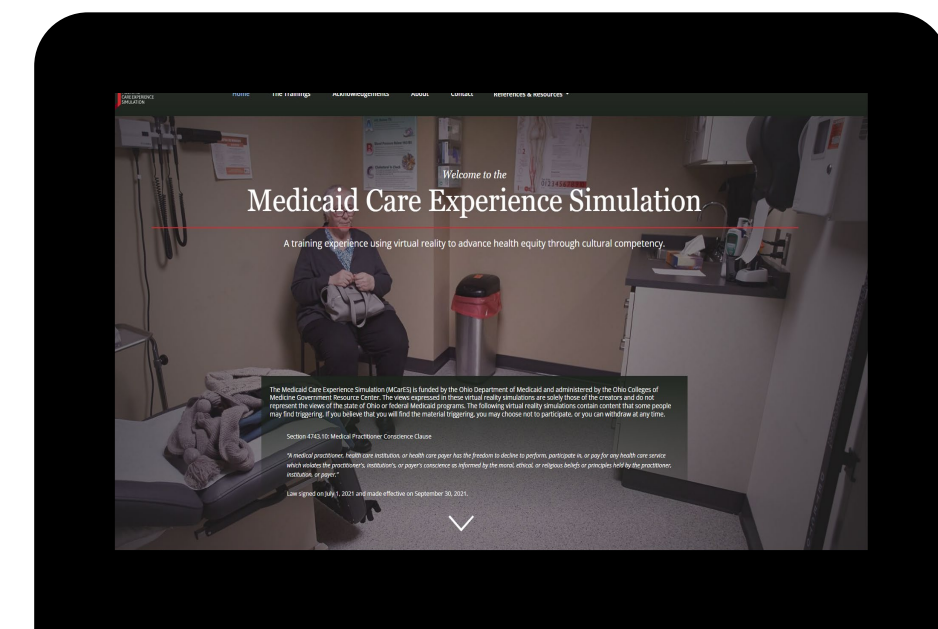 CARE EXPERIENCE
SIMULATION
Home The Trainings Acknowledgements About Contact References & Resources
Welcome to the
Medicaid Care Experience Simulation
A training experience using virtual reality to advance health equity through cultural competency.
The Medicaid Care Experience Simulation (MCarES) is funded by the Ohio Department of Medicaid and administered by the Ohio Colleges of
Medicine Government Resource Center. The views expressed in these virtual reality simulations are solely those of the creators and do not
represent the views of the state of Ohio or federal Medicaid programs. The following virtual reality simulations contain content that some people
may find triggering. If you believe that you will find the material triggering, you may choose not to participate, or you can withdraw at any time.
Section 4743.10: Medical Practitioner Conscience Clause
"A medical practitioner, health care institution, or health care payer has the freedom to decline to perform, participate in, or pay for any health care service
which violates the practitioner's, institution's, or payer's conscience as informed by the moral, ethical, or religious beliefs or principles held by the practitioner,
institution, or payer."
Law signed on July 1, 2021 and made effective on September 30, 2021.